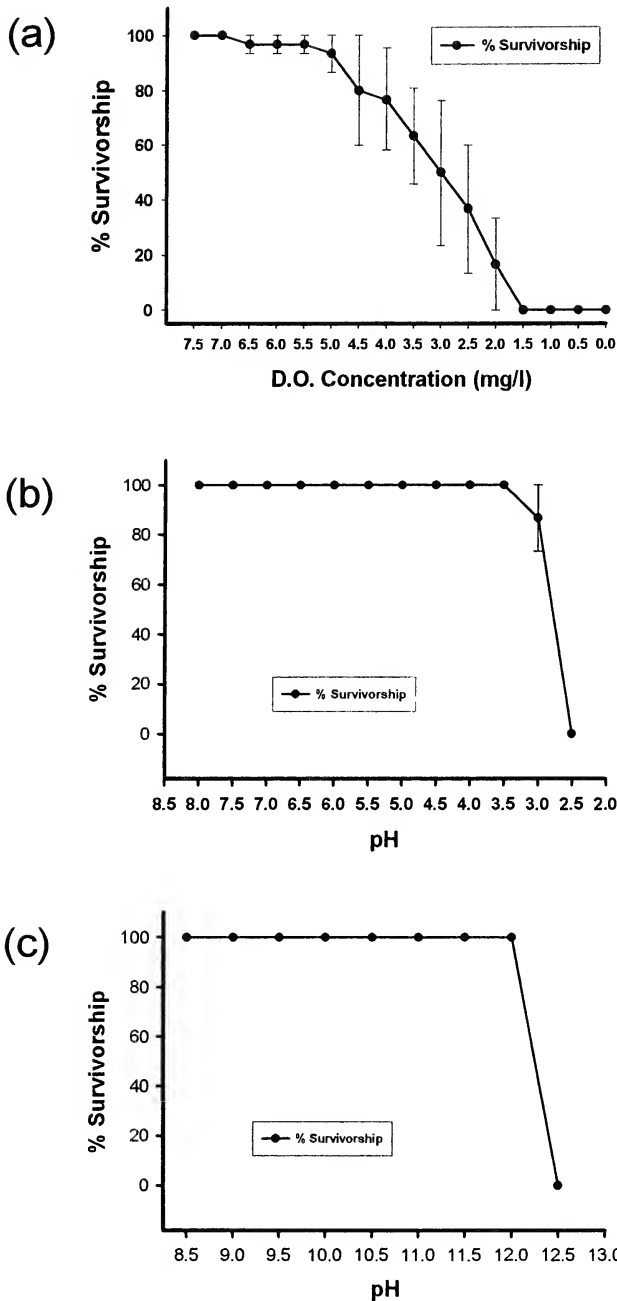 (a)
% Survivorship
100
80
60
40
20
0
% Survivorship
7.5 7.0 6.5 6.0 5.5 5.0 4.5 4.0 3.5 3.0 2.5 2.0 1.5 1.0 0.5 0.0
D.O. Concentration (mg/l)
(b)
% Survivorship
100
80
60
40
20
0
% Survivorship
8.5 8.0 7.5 7.0 6.5 6.0 5.5 5.0 4.5 4.0 3.5 3.0 2.5 2.0
pH
(c)
% Survivorship
100
80
60
40
20
0
% Survivorship
8.5 9.0 9.5 10.0 10.5 11.0 11.5 12.0 12.5 13.0
pH